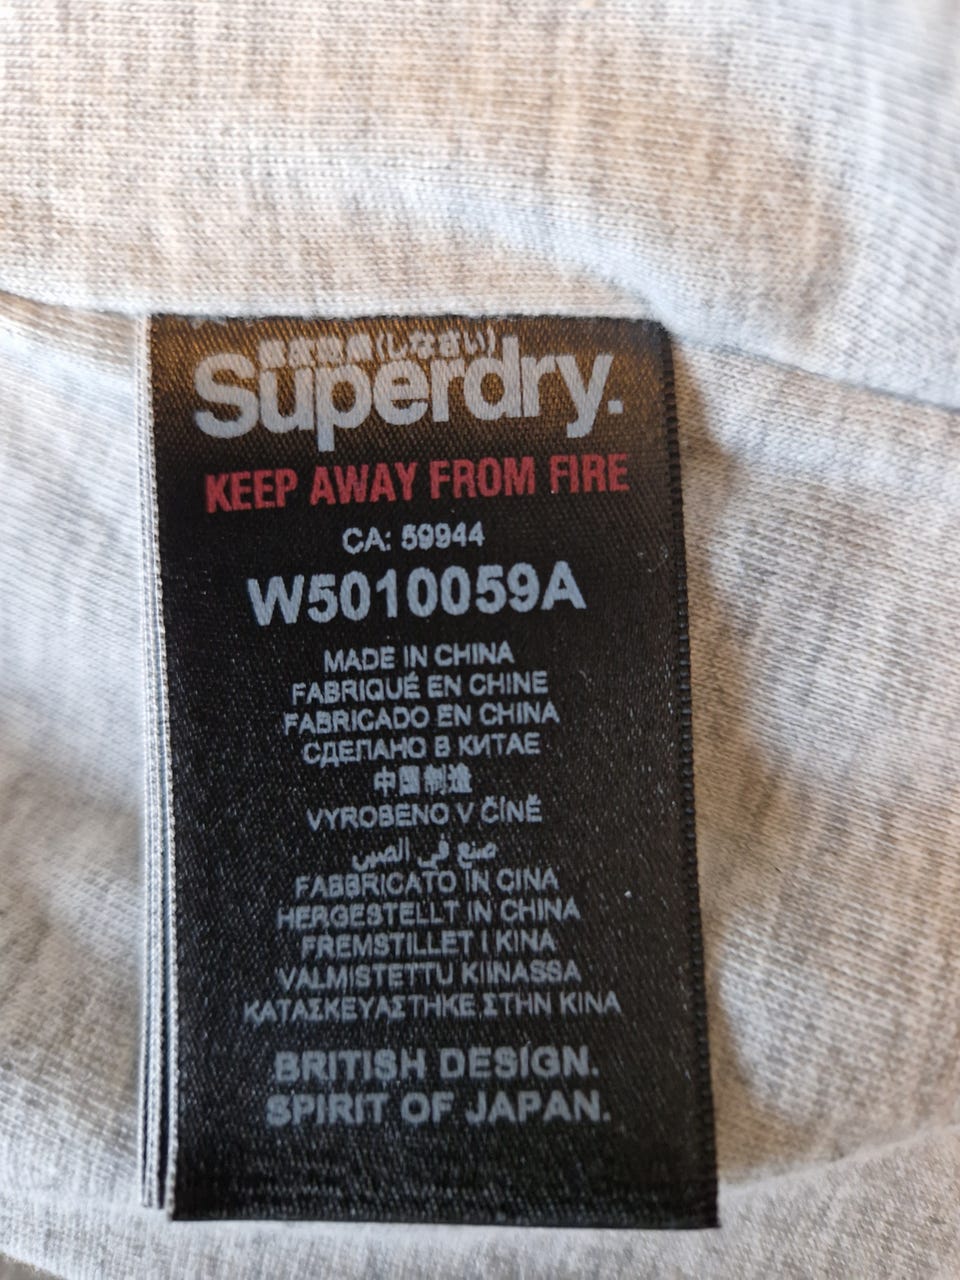 極度乾燥(しなさい)
Superdry.
KEEP AWAY FROM FIRE
CA: 59944
W5010059A
MADE IN CHINA
FABRIQUÉ EN CHINE
FABRICADO EN CHINA
СДЕЛАНО В КИТАЕ
中国制造
VYROBENO V ČÍNĚ
صنع في الصين
FABBRICATO IN CINA
HERGESTELLT IN CHINA
FREMSTILLET I KINA
VALMISTETTU KIINASSA
ΚΑΤΑΣΚΕΥΑΣΤΗΚΕ ΣΤΗΝ ΚΙΝΑ
BRITISH DESIGN.
SPIRIT OF JAPAN.